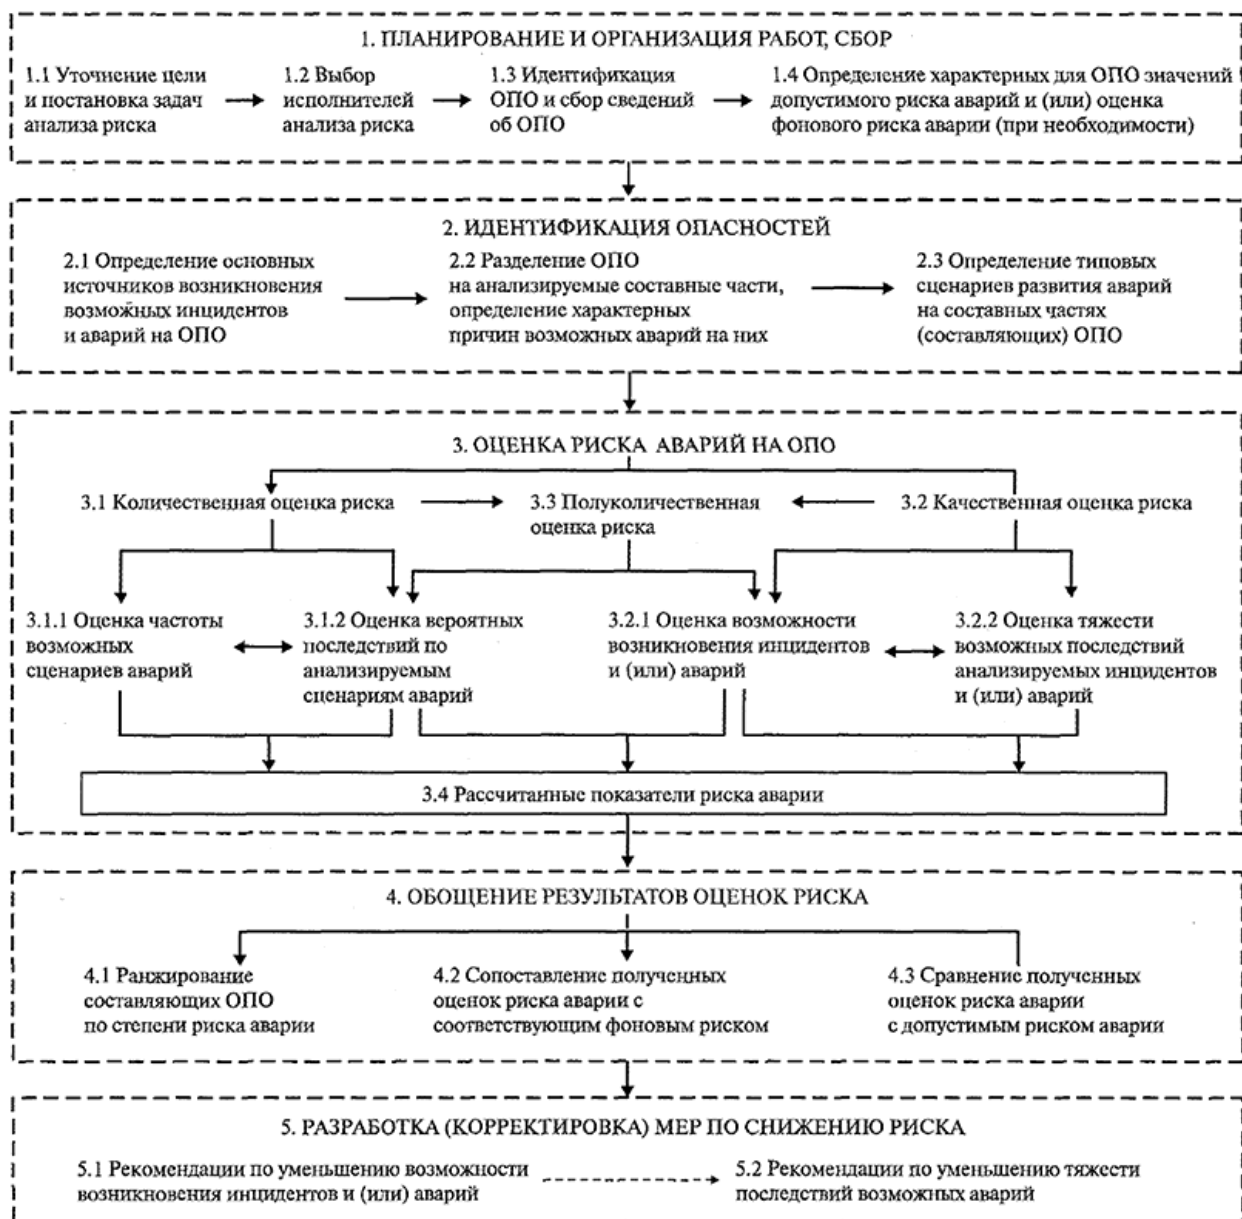 1. ПЛАНИРОВАНИЕ И ОРГАНИЗАЦИЯ РАБОТ, СБОР
1.1 Уточнение цели
и постановка задач
анализа риска
1.2 Выбор
исполнителей
анализа риска
1.3 Идентификация
ОПО и сбор сведений
об ОПО
1.4 Определение характерных для ОПО значений
допустимого риска аварий и (или) оценка
фонового риска аварии (при необходимости)
2. ИДЕНТИФИКАЦИЯ ОПАСНОСТЕЙ
2.1 Определение основных
источников возникновения
возможных инцидентов
и аварий на ОПО
2.2 Разделение ОПО
на анализируемые составные части,
определение характерных
причин возможных аварий на них
2.3 Определение типовых
сценариев развития аварий
на составных частях
(составляющих) ОПО
3. ОЦЕНКА РИСКА АВАРИЙ НА ОПО
3.1 Количественная оценка риска
3.3 Полуколичественная
оценка риска
3.2 Качественная оценка риска
3.1.1 Оценка частоты
возможных
сценариев аварий
3.1.2 Оценка вероятных
последствий по
анализируемым
сценариям аварий
3.2.1 Оценка возможности
возникновения инцидентов
и (или) аварий
3.2.2 Оценка тяжести
возможных последствий
анализируемых инцидентов
и (или) аварий
3.4 Рассчитанные показатели риска аварии
4. ОБОЩЕНИЕ РЕЗУЛЬТАТОВ ОЦЕНОК РИСКА
4.1 Ранжирование
составляющих ОПО
по степени риска аварии
4.2 Сопоставление полученных
оценок риска аварии с
соответствующим фоновым риском
4.3 Сравнение полученных
оценок риска аварии
с допустимым риском аварии
5. РАЗРАБОТКА (КОРРЕКТИРОВКА) МЕР ПО СНИЖЕНИЮ РИСКА
5.1 Рекомендации по уменьшению возможности
возникновения инцидентов и (или) аварий
5.2 Рекомендации по уменьшению тяжести
последствий возможных аварий